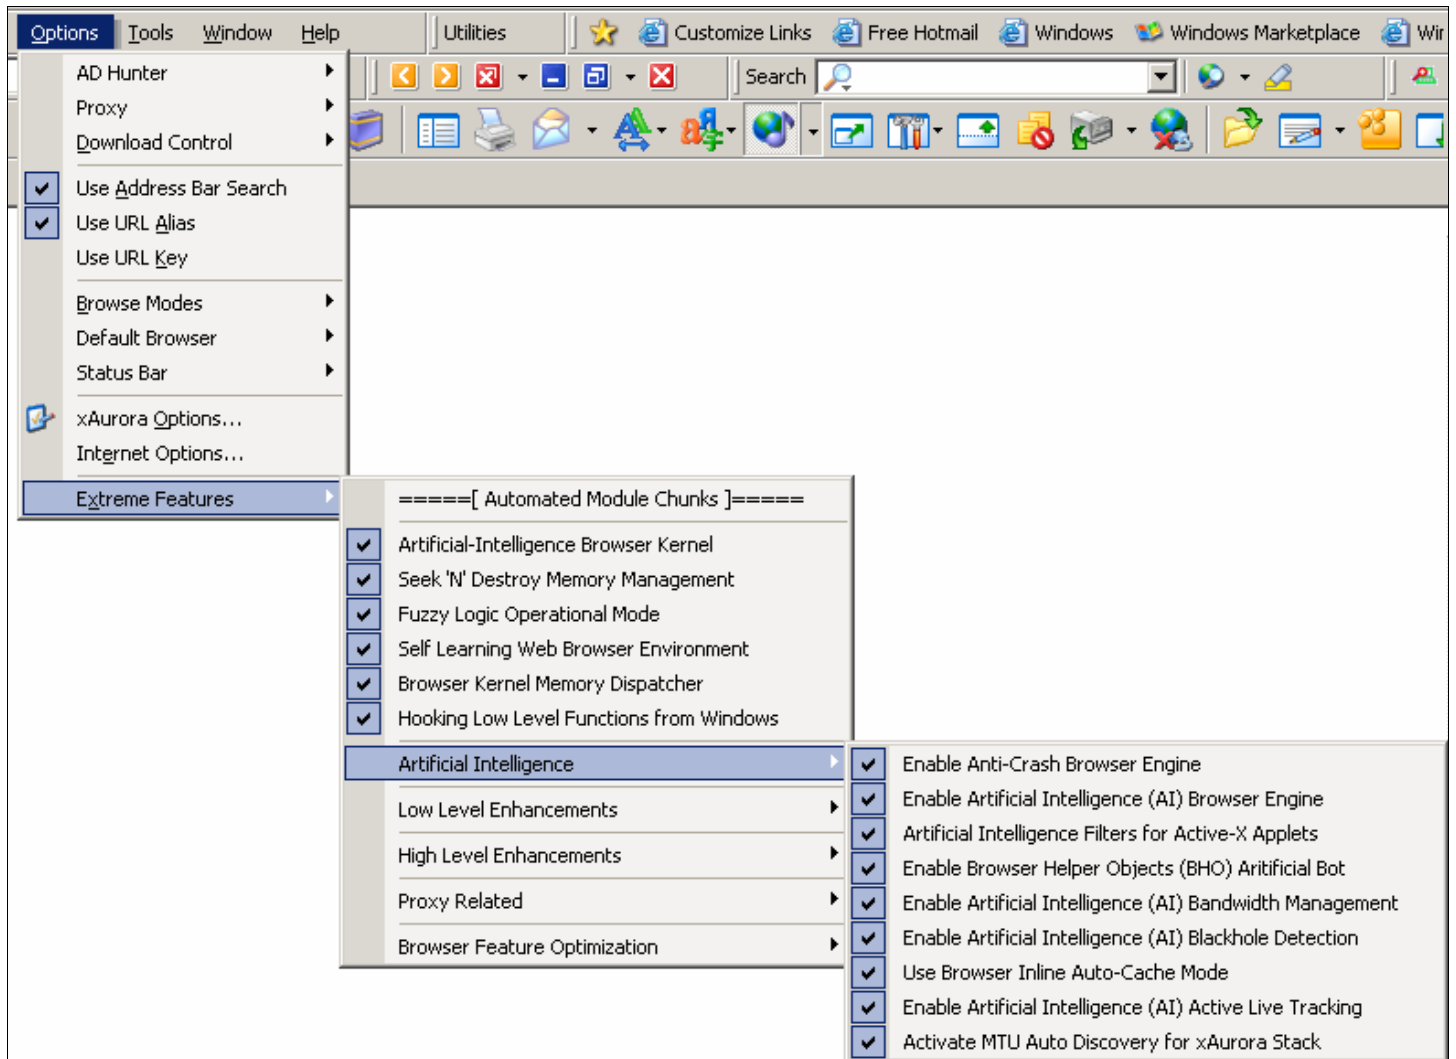 Options Tools Window Help Utilities Customize Links Free Hotmail Windows Windows Marketplace
Search
AD Hunter
Proxy
Download Control
Use Address Bar Search
Use URL Alias
Use URL Key
Browse Modes
Default Browser
Status Bar
xAurora Options...
Internet Options...
Extreme Features
=====[ Automated Module Chunks ]=====
Artificial-Intelligence Browser Kernel
Seek 'N' Destroy Memory Management
Fuzzy Logic Operational Mode
Self Learning Web Browser Environment
Browser Kernel Memory Dispatcher
Hooking Low Level Functions from Windows
Artificial Intelligence
Low Level Enhancements
High Level Enhancements
Proxy Related
Browser Feature Optimization
Enable Anti-Crash Browser Engine
Enable Artificial Intelligence (AI) Browser Engine
Artificial Intelligence Filters for Active-X Applets
Enable Browser Helper Objects (BHO) Aritificial Bot
Enable Artificial Intelligence (AI) Bandwidth Management
Enable Artificial Intelligence (AI) Blackhole Detection
Use Browser Inline Auto-Cache Mode
Enable Artificial Intelligence (AI) Active Live Tracking
Activate MTU Auto Discovery for xAurora Stack